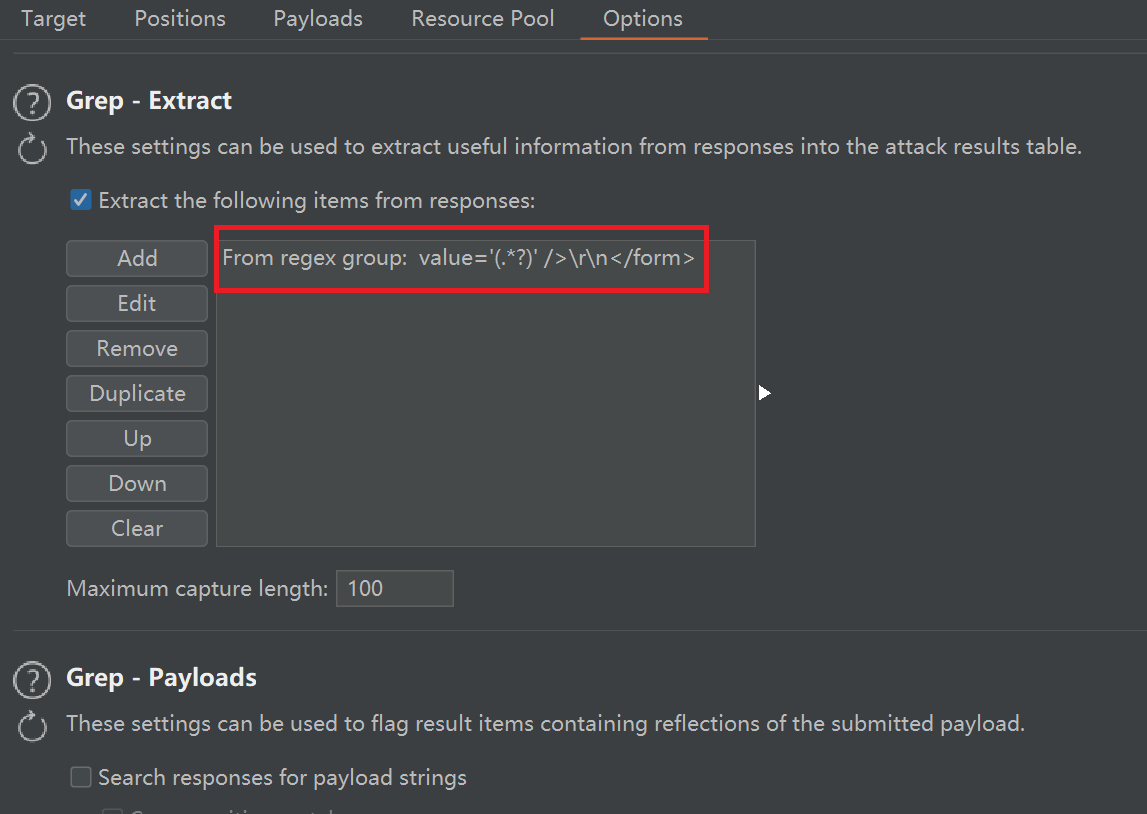 Target Positions Payloads Resource Pool Options
Grep - Extract
These settings can be used to extract useful information from responses into the attack results table.
Extract the following items from responses:
Add
From regex group:  value='(.*?)' />\r\n</form>
Edit
Remove
Duplicate
Up
Down
Clear
Maximum capture length: 100
Grep - Payloads
These settings can be used to flag result items containing reflections of the submitted payload.
Search responses for payload strings